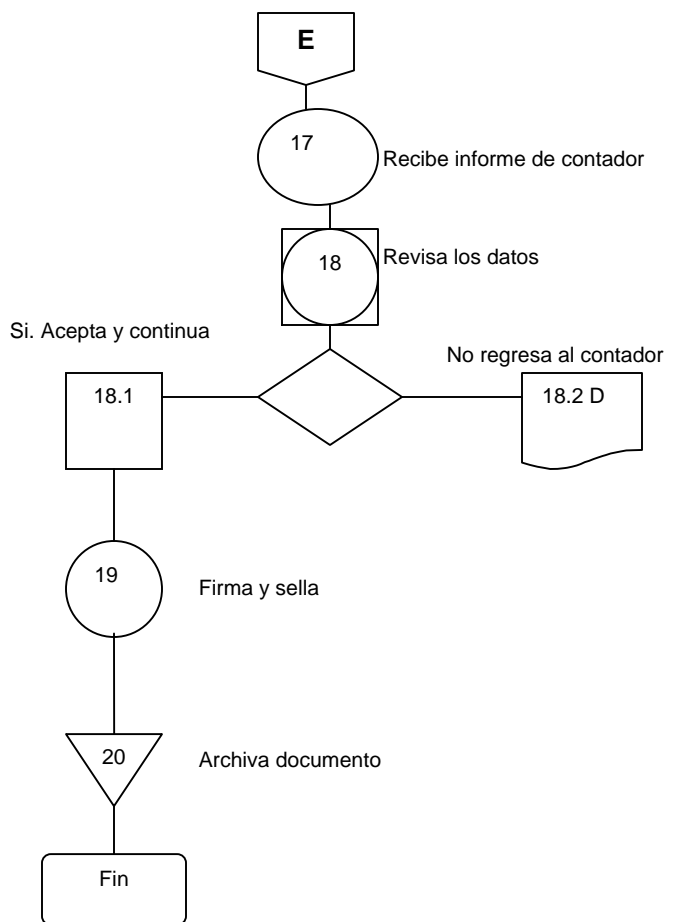 E
17
Recibe informe de contador
18
Revisa los datos
Si. Acepta y continua
No regresa al contador
18.1
18.2 D
19
Firma y sella
20
Archiva documento
Fin